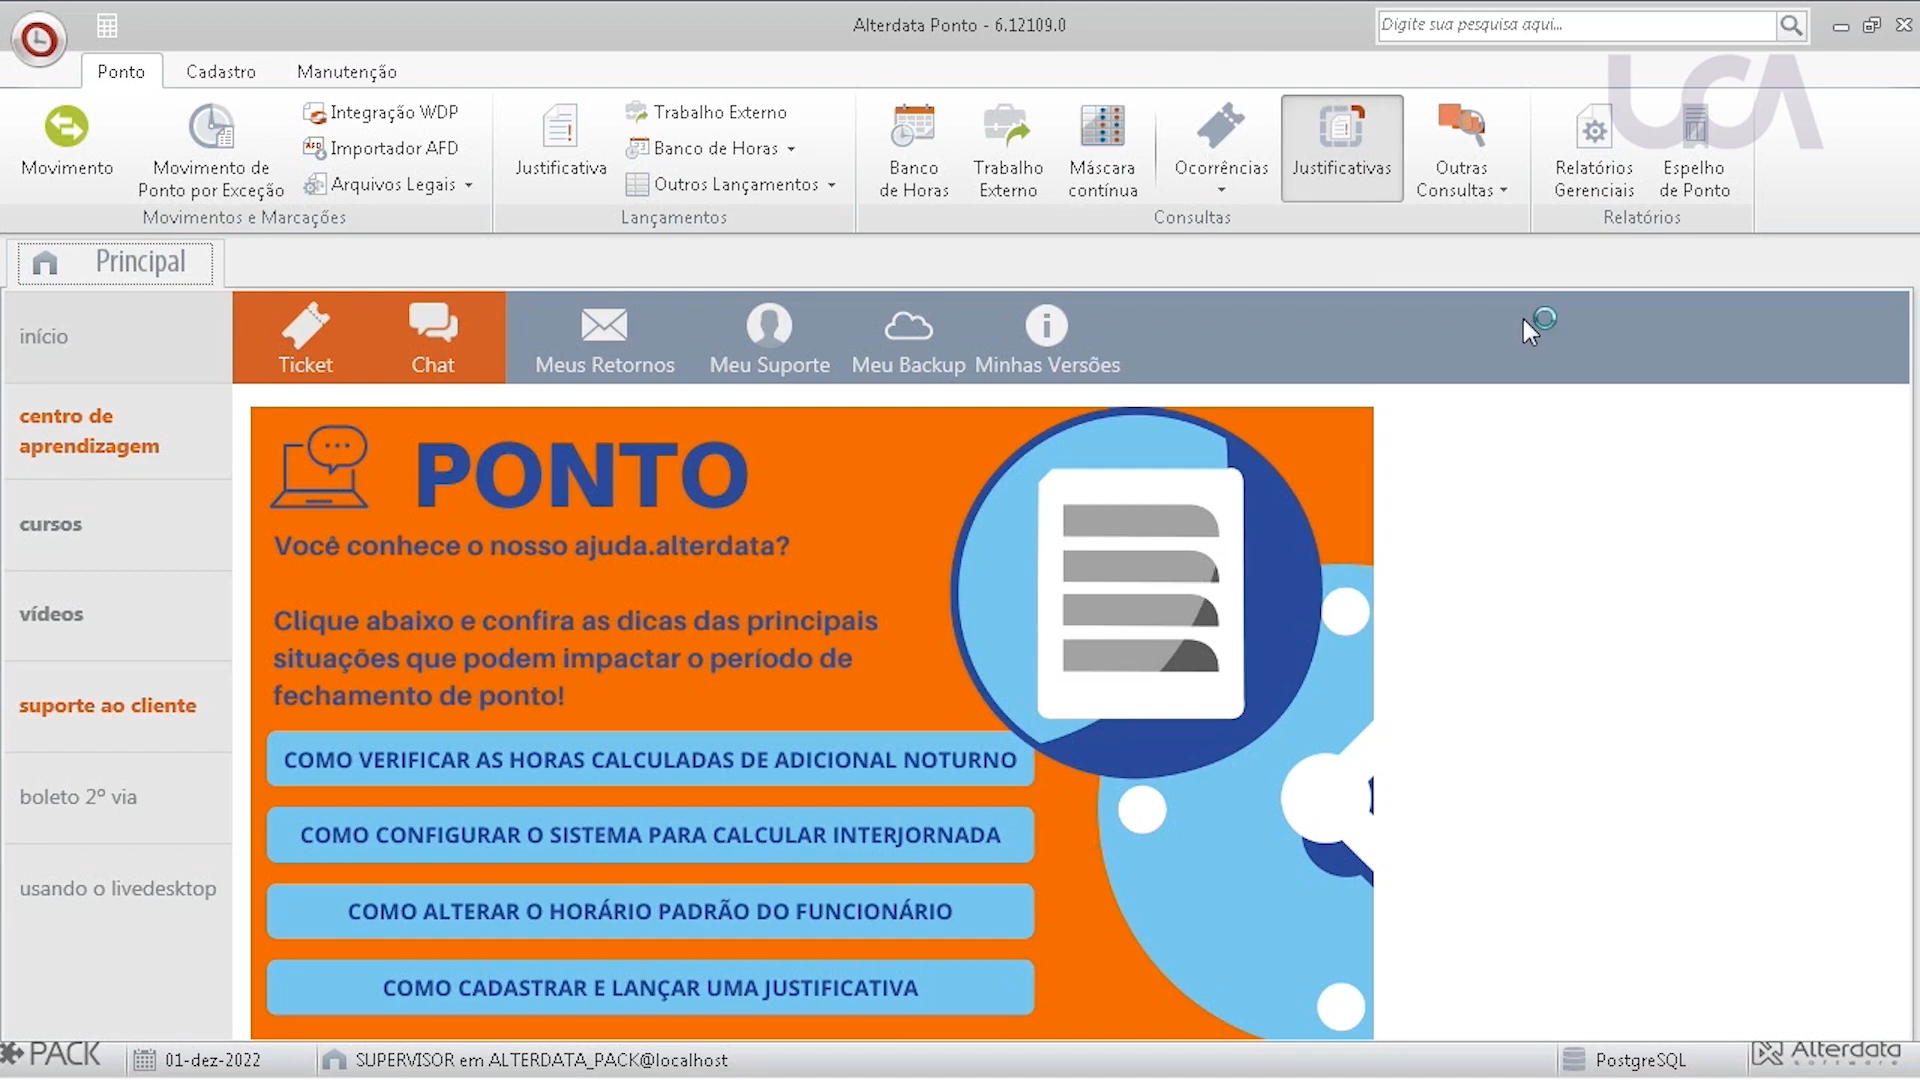 Alterdata Ponto - 6.12109.0
Digite sua pesquisa aqui...
UCA
Ponto
Cadastro
Manutenção
Movimento
Movimento de
Ponto por Exceção
Integração WDP
AFD
Importador AFD
Arquivos Legais
Movimentos e Marcações
Justificativa
Trabalho Externo
Banco de Horas
Outros Lançamentos
Lançamentos
Banco
de Horas
Trabalho
Externo
Máscara
contínua
Ocorrências
Justificativas
Outras
Consultas
Consultas
Relatórios
Gerenciais
Espelho
de Ponto
Relatórios
Principal
início
centro de
aprendizagem
cursos
vídeos
suporte ao cliente
boleto 2º via
usando o livedesktop
Ticket
Chat
Meus Retornos
Meu Suporte
Meu Backup
Minhas Versões
PONTO
Você conhece o nosso ajuda.alterdata?
Clique abaixo e confira as dicas das principais
situações que podem impactar o período de
fechamento de ponto!
COMO VERIFICAR AS HORAS CALCULADAS DE ADICIONAL NOTURNO
COMO CONFIGURAR O SISTEMA PARA CALCULAR INTERJORNADA
COMO ALTERAR O HORÁRIO PADRÃO DO FUNCIONÁRIO
COMO CADASTRAR E LANÇAR UMA JUSTIFICATIVA
PACK
01-dez-2022
SUPERVISOR em ALTERDATA_PACK@localhost
PostgreSQL
Alterdata
software